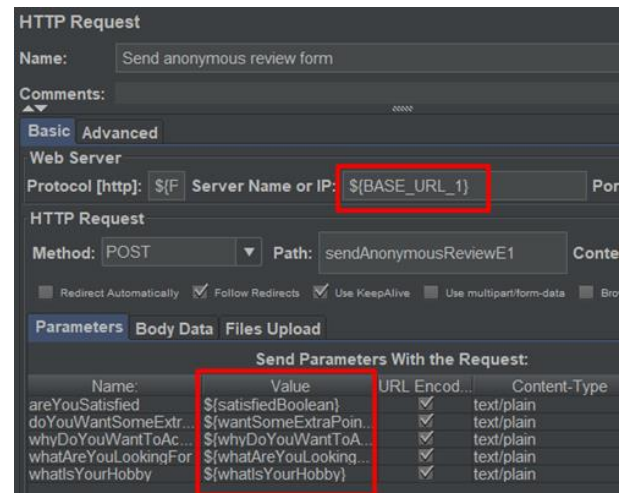 HTTP Request
Name: Send anonymous review form
Comments:
Basic Advanced
Web Server
Protocol [http]: ${F Server Name or IP: ${BASE_URL_1} Por
HTTP Request
Method: POST Path: sendAnonymousReviewE1 Conte
Redirect Automatically Follow Redirects Use KeepAlive Use multipart/form-data Bro
Parameters Body Data Files Upload
Send Parameters With the Request:
Name: Value URL Encod... Content-Type
areYouSatisfied ${satisfiedBoolean} text/plain
doYouWantSomeExtr... ${wantSomeExtraPoin... text/plain
whyDoYouWantToAc... ${whyDoYouWantToA... text/plain
whatAreYouLookingFor ${whatAreYouLooking... text/plain
whatIsYourHobby ${whatIsYourHobby} text/plain